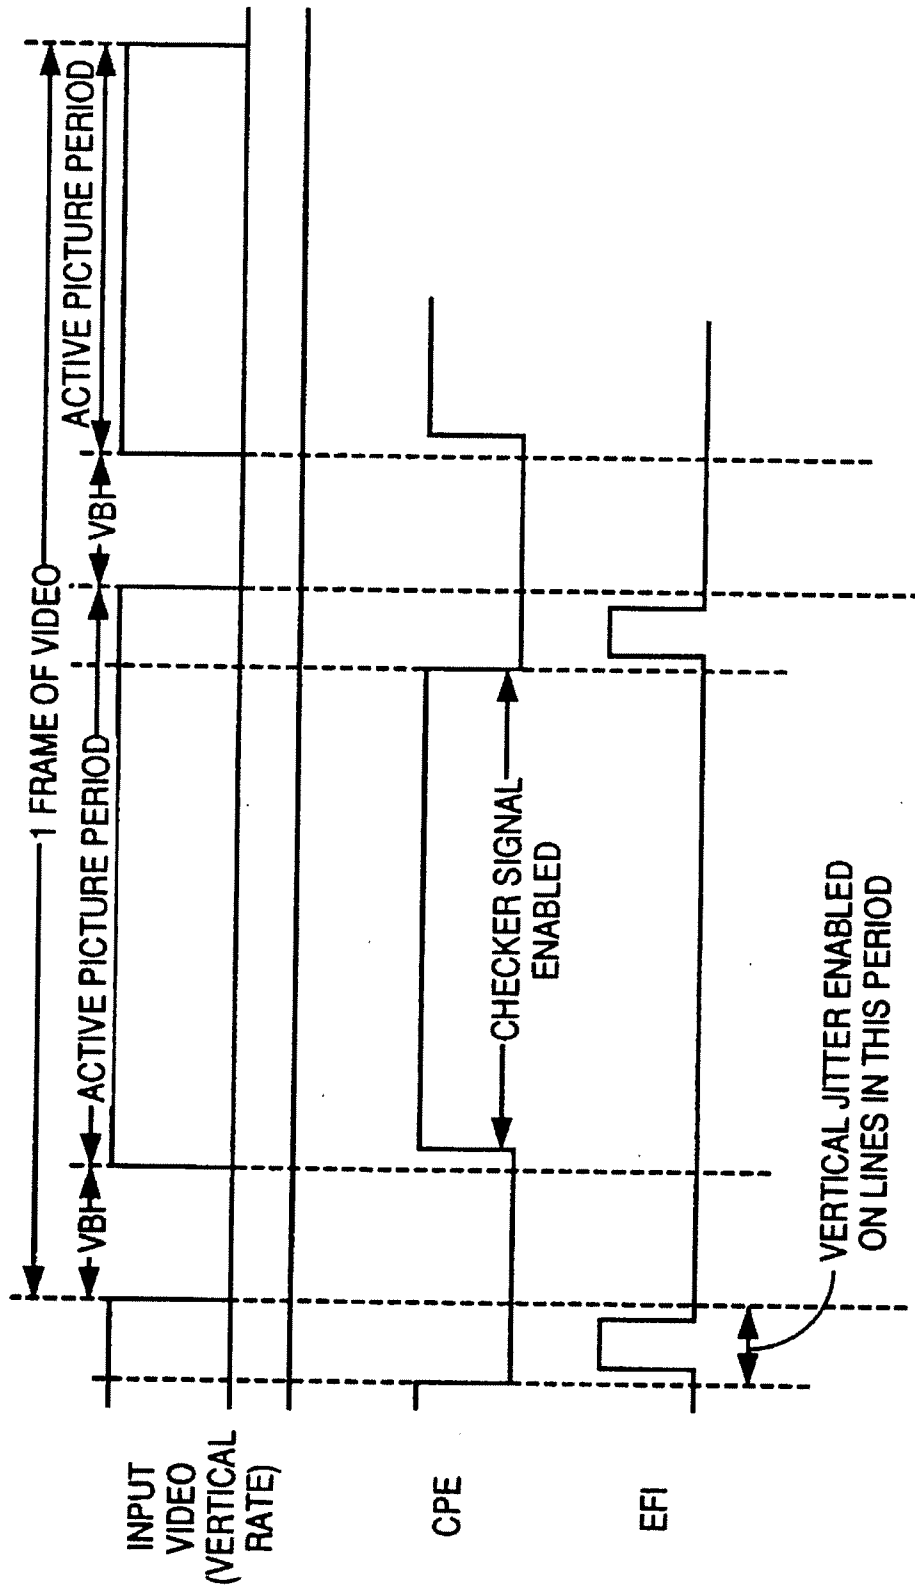 1 FRAME OF VIDEO
VBI
ACTIVE PICTURE PERIOD
VBI
ACTIVE PICTURE PERIOD
INPUT
VIDEO
(VERTICAL
RATE)
CPE
CHECKER SIGNAL
ENABLED
EFI
VERTICAL JITTER ENABLED
ON LINES IN THIS PERIOD